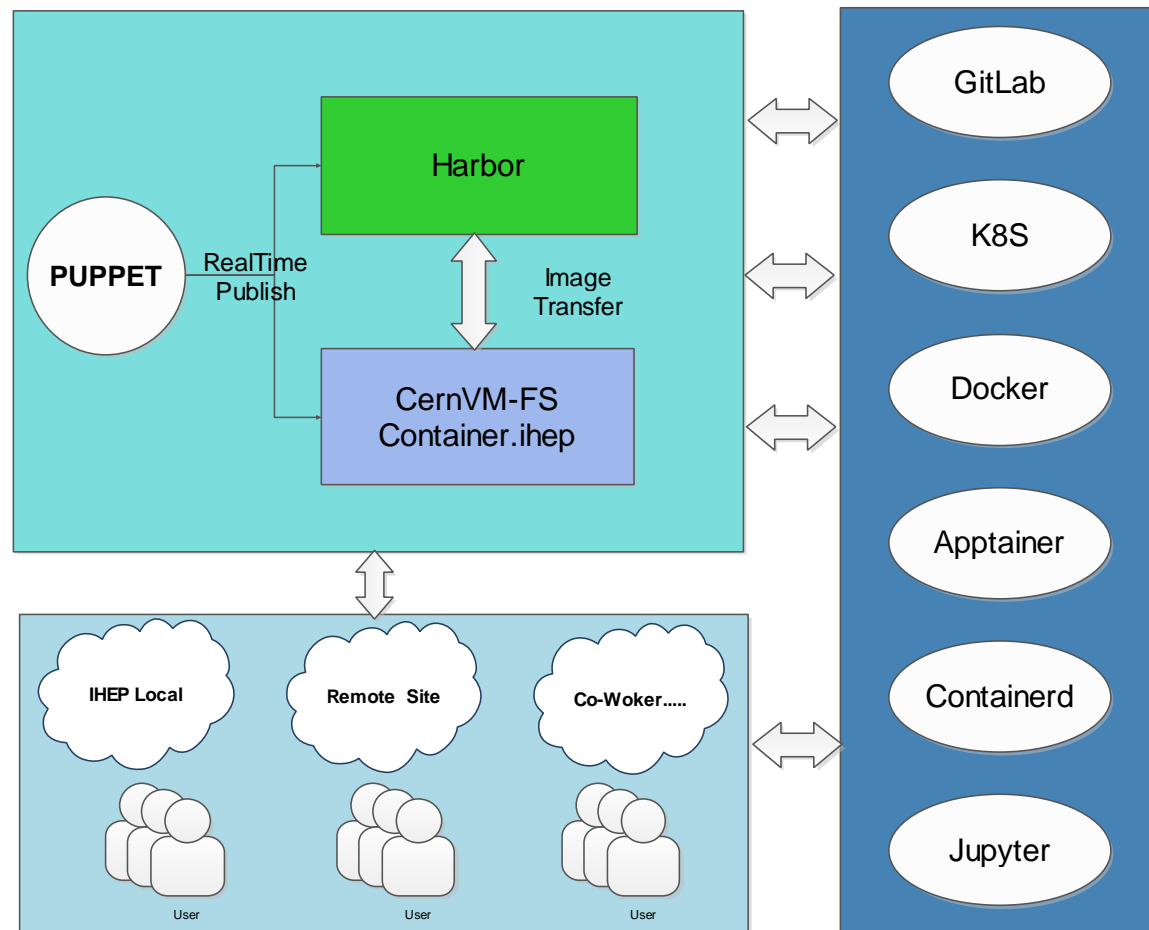 Harbor
PUPPET
RealTime
Publish
Image
Transfer
CernVM-FS
Container.ihep
IHEP Local
Remote Site
Co-Woker.....
User
User
User
GitLab
K8S
Docker
Apptainer
Containerd
Jupyter